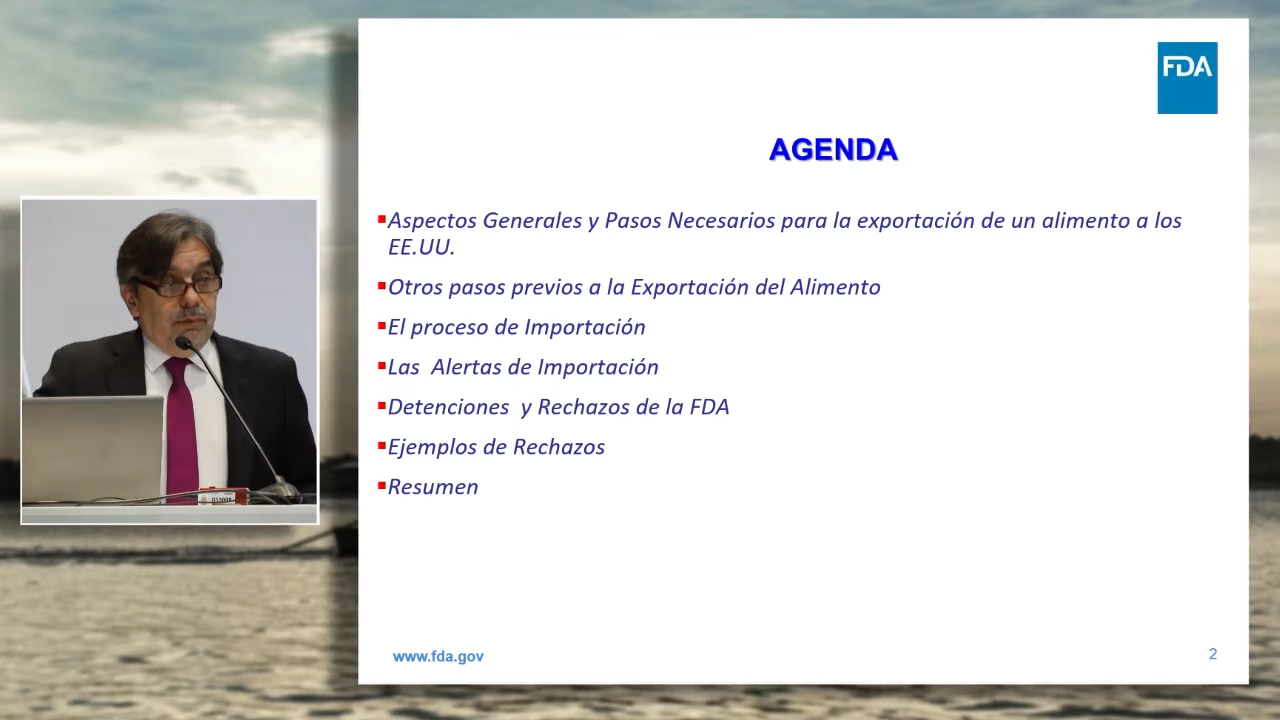 FDA
AGENDA
Aspectos Generales y Pasos Necesarios para la exportación de un alimento a los
EE.UU.
Otros pasos previos a la Exportación del Alimento
El proceso de Importación
Las  Alertas de Importación
Detenciones  y Rechazos de la FDA
Ejemplos de Rechazos
Resumen
www.fda.gov
2